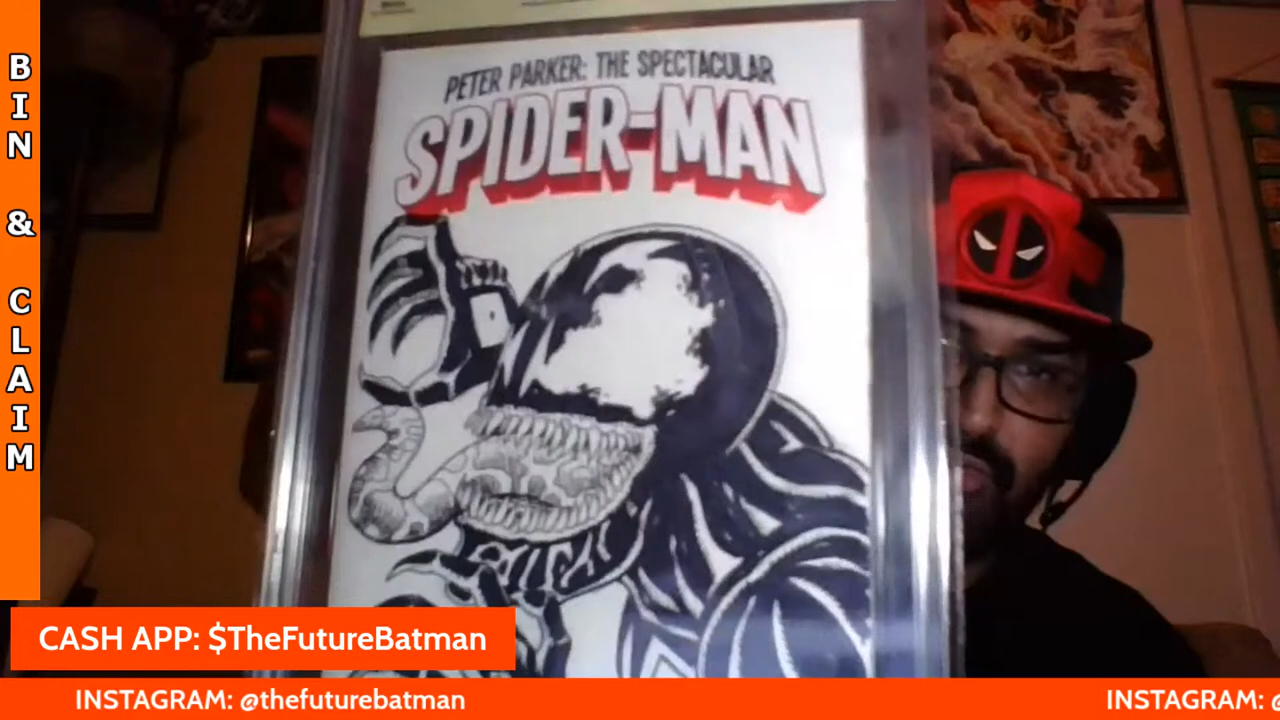 BIN & CLAIM
PETER PARKER: THE SPECTACULAR
SPIDER-MAN
CASH APP: $TheFutureBatman
INSTAGRAM: @thefuturebatman
INSTAGRAM: @